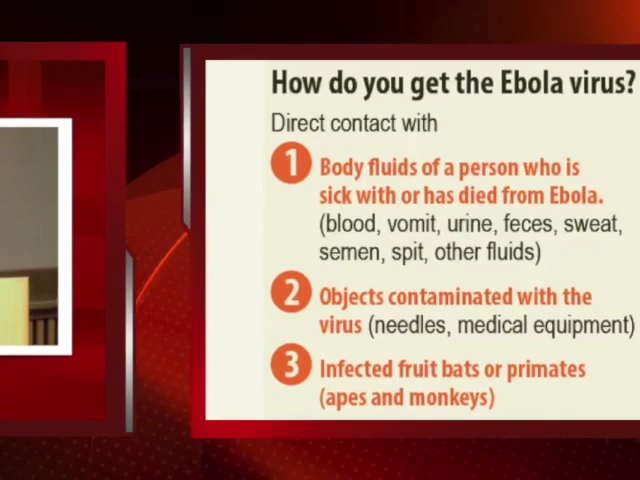 How do you get the Ebola virus?
Direct contact with
1 Body fluids of a person who is
sick with or has died from Ebola.
(blood, vomit, urine, feces, sweat,
semen, spit, other fluids)
2 Objects contaminated with the
virus (needles, medical equipment)
3 Infected fruit bats or primates
(apes and monkeys)